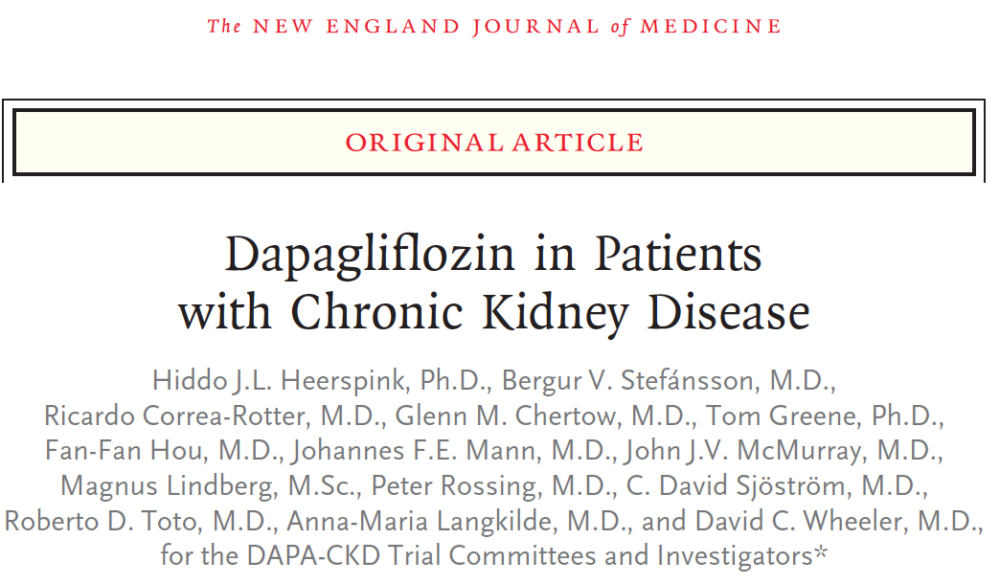 The NEW ENGLAND JOURNAL of MEDICINE
ORIGINAL ARTICLE
Dapagliflozin in Patients
with Chronic Kidney Disease
Hiddo J.L. Heerspink, Ph.D., Bergur V. Stefánsson, M.D.,
Ricardo Correa-Rotter, M.D., Glenn M. Chertow, M.D., Tom Greene, Ph.D.,
Fan-Fan Hou, M.D., Johannes F.E. Mann, M.D., John J.V. McMurray, M.D.,
Magnus Lindberg, M.Sc., Peter Rossing, M.D., C. David Sjöström, M.D.,
Roberto D. Toto, M.D., Anna-Maria Langkilde, M.D., and David C. Wheeler, M.D.,
for the DAPA-CKD Trial Committees and Investigators*